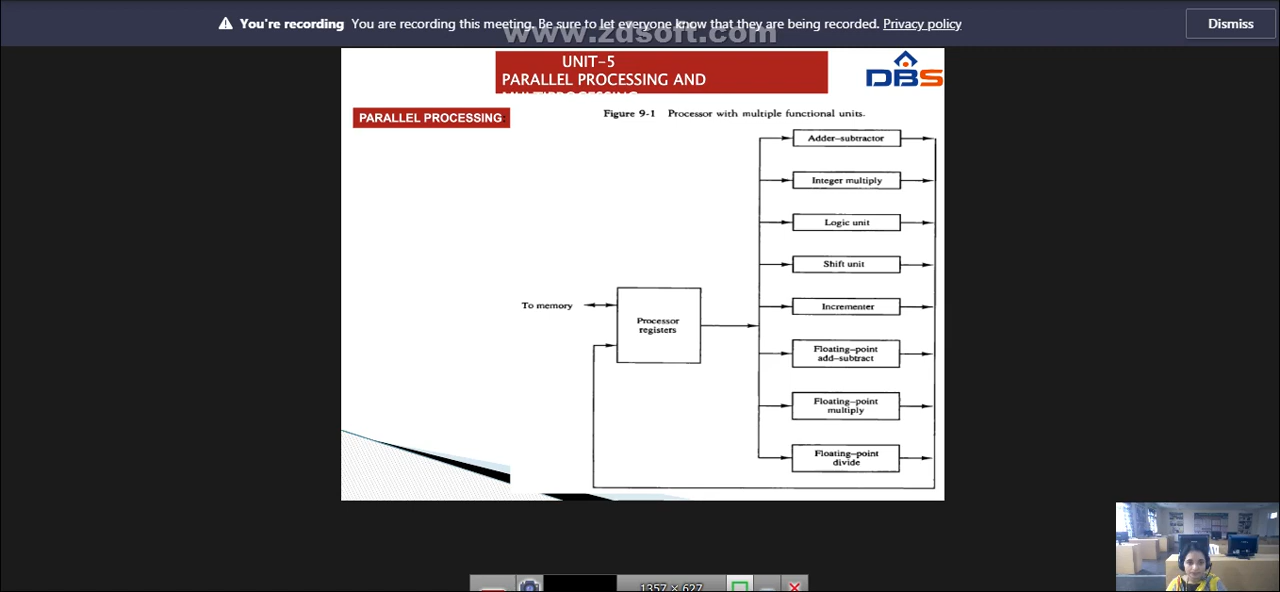 You're recording You are recording this meeting. Be sure to let everyone know that they are being recorded. Privacy policy
Dismiss
www.zdsoft.com
UNIT-5
PARALLEL PROCESSING AND
MULTIPROCESSING
DBS
PARALLEL PROCESSING:
Figure 9-1 Processor with multiple functional units.
Adder-subtractor
Integer multiply
Logic unit
Shift unit
To memory
Processor
registers
Incrementer
Floating-point
add-subtract
Floating-point
multiply
Floating-point
divide
1357 × 627